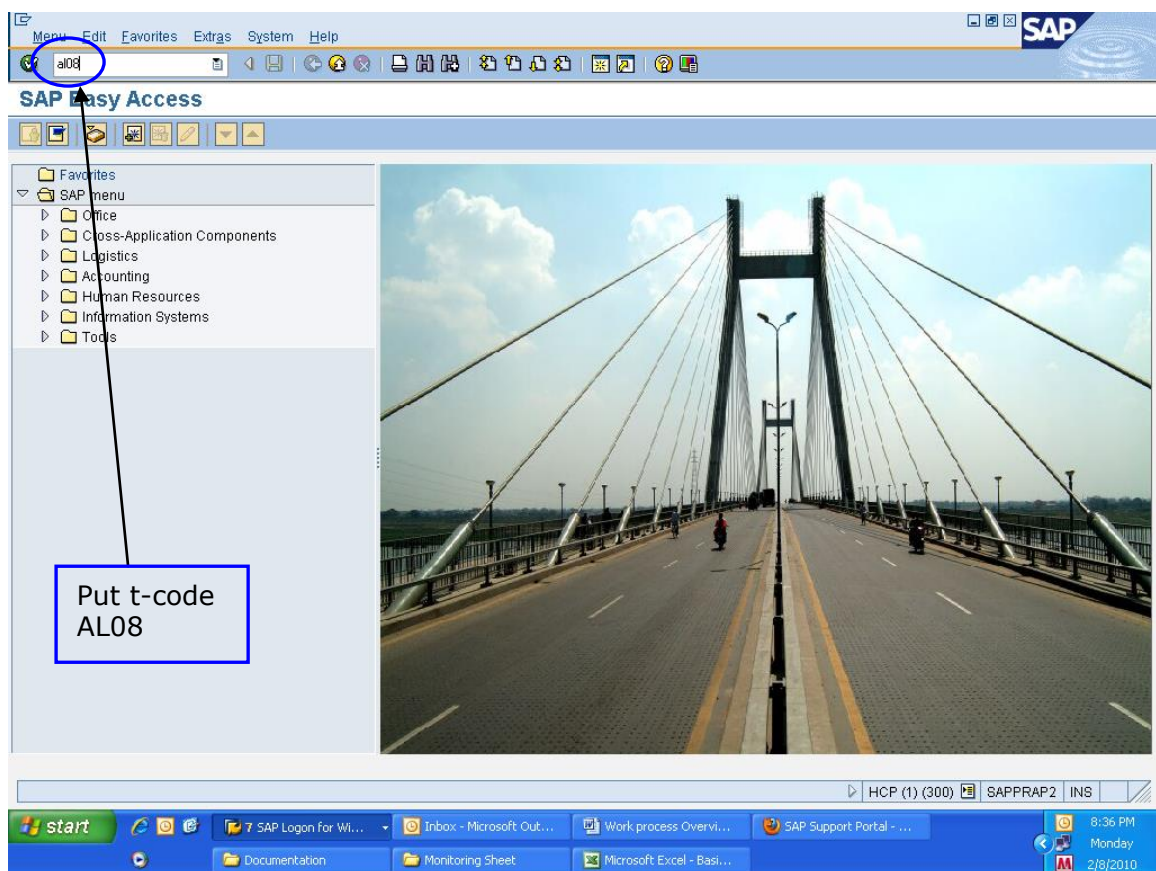 Menu Edit Favorites Extras System Help
SAP
al08
SAP Easy Access
Favorites
SAP menu
Office
Cross-Application Components
Logistics
Accounting
Human Resources
Information Systems
Tools
Put t-code
AL08
HCP (1) (300) SAPPRAP2 INS
start 7 SAP Logon for Wi... Inbox - Microsoft Out... Work process Overvi... SAP Support Portal - ... 8:36 PM
Monday
Documentation Monitoring Sheet Microsoft Excel - Basi... 2/8/2010